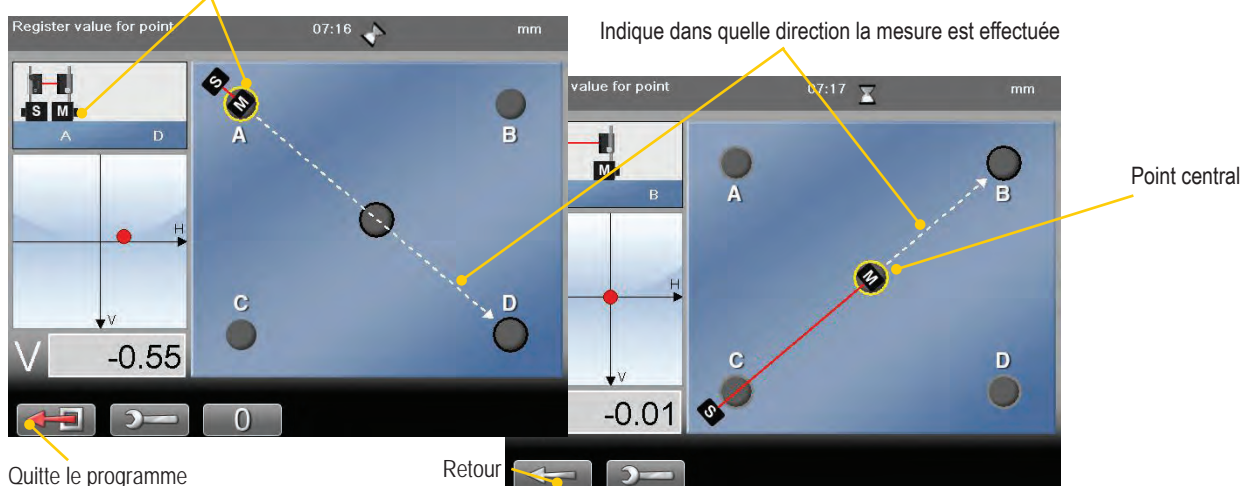 Register value for point 07:16 mm
Indique dans quelle direction la mesure est effectuée
S M
A D
H
V
V -0.55
S
M
A
B
C
D
0
Quitte le programme
value for point 07:17 mm
M
B
H
V
-0.01
A
B
M
C
D
S
Point central
Retour